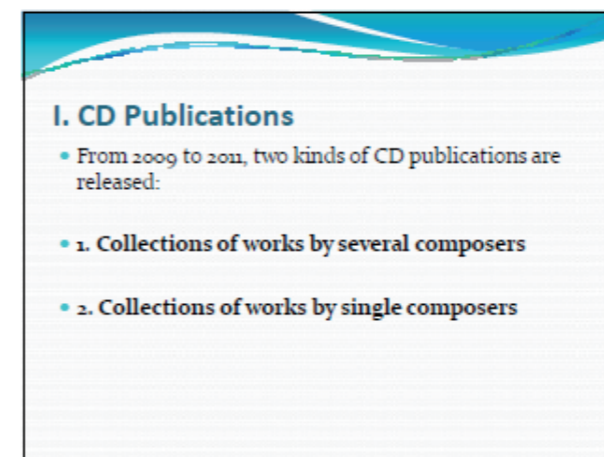 I. CD Publications
• From 2009 to 2011, two kinds of CD publications are
released:
• 1. Collections of works by several composers
• 2. Collections of works by single composers